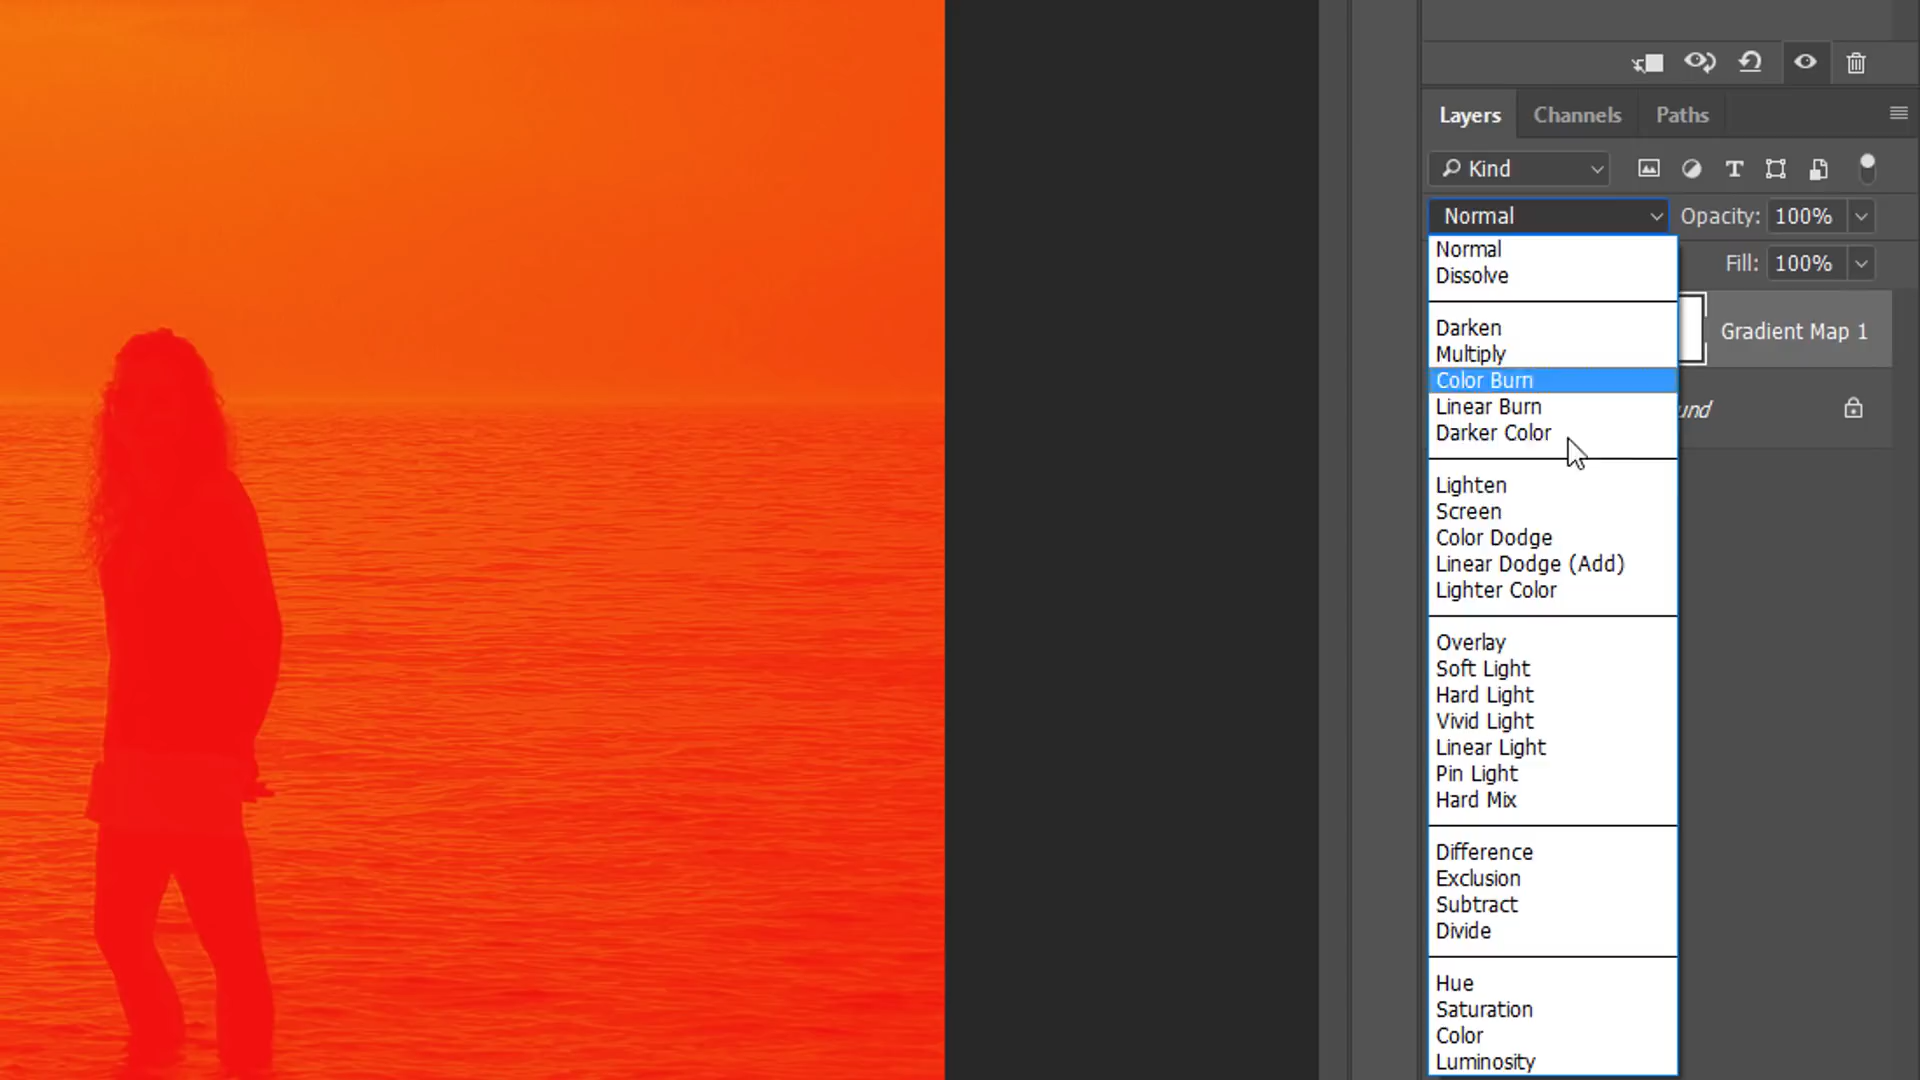 Layers Channels Paths
Kind
Normal Opacity: 100%
Fill: 100%
Normal
Dissolve
Darken
Multiply
Color Burn
Linear Burn
Darker Color
Lighten
Screen
Color Dodge
Linear Dodge (Add)
Lighter Color
Overlay
Soft Light
Hard Light
Vivid Light
Linear Light
Pin Light
Hard Mix
Difference
Exclusion
Subtract
Divide
Hue
Saturation
Color
Luminosity
Gradient Map 1
und